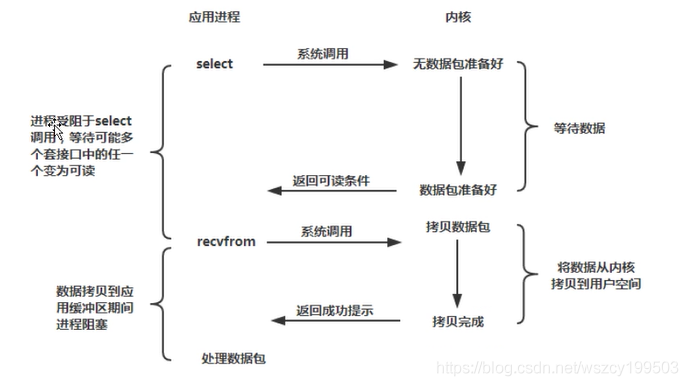 应用进程
内核
select
系统调用
无数据包准备好
进程受阻于select
调用，等待可能多
个套接口中的任一
个变为可读
等待数据
返回可读条件
数据包准备好
recvfrom
系统调用
拷贝数据包
数据拷贝到应
用缓冲区期间
进程阻塞
将数据从内核
拷贝到用户空间
返回成功提示
拷贝完成
处理数据包
https://blog.csdn.net/wszcy199503